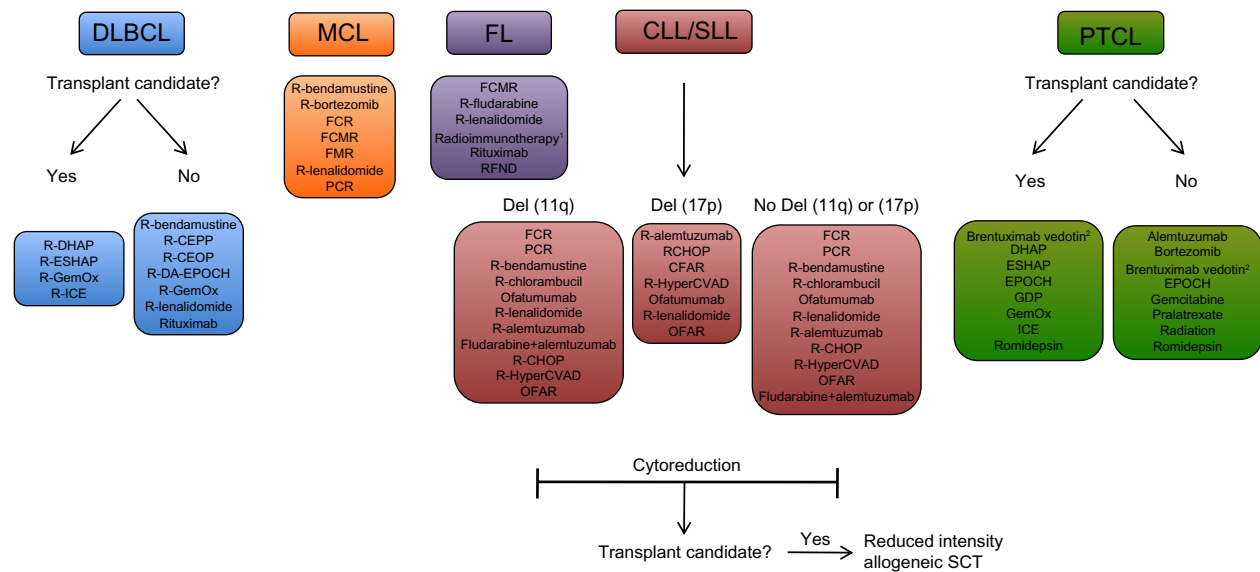 DLBCL
Transplant candidate?
Yes
No
R-DHAP
R-ESHAP
R-GemOx
R-ICE
R-bendamustine
R-CEPP
R-CEOP
R-DA-EPOCH
R-GemOx
R-lenalidomide
Rituximab
MCL
R-bendamustine
R-bortezomib
FCR
FCMR
FMR
R-lenalidomide
PCR
FL
FCMR
R-fludarabine
R-lenalidomide
Radioimmunotherapy¹
Rituximab
RFND
CLL/SLL
Del (11q)
FCR
PCR
R-bendamustine
R-chlorambucil
Ofatumumab
R-lenalidomide
R-alemtuzumab
Fludarabine+alemtuzumab
R-CHOP
R-HyperCVAD
OFAR
Del (17p)
R-alemtuzumab
RCHOP
CFAR
R-HyperCVAD
Ofatumumab
R-lenalidomide
OFAR
No Del (11q) or (17p)
FCR
PCR
R-bendamustine
R-chlorambucil
Ofatumumab
R-lenalidomide
R-alemtuzumab
R-CHOP
R-HyperCVAD
OFAR
Fludarabine+alemtuzumab
Cytoreduction
Transplant candidate?
Yes
Reduced intensity
allogeneic SCT
PTCL
Transplant candidate?
Yes
No
Brentuximab vedotin²
DHAP
ESHAP
EPOCH
GDP
GemOx
ICE
Romidepsin
Alemtuzumab
Bortezomib
Brentuximab vedotin²
EPOCH
Gemcitabine
Pralatrexate
Radiation
Romidepsin